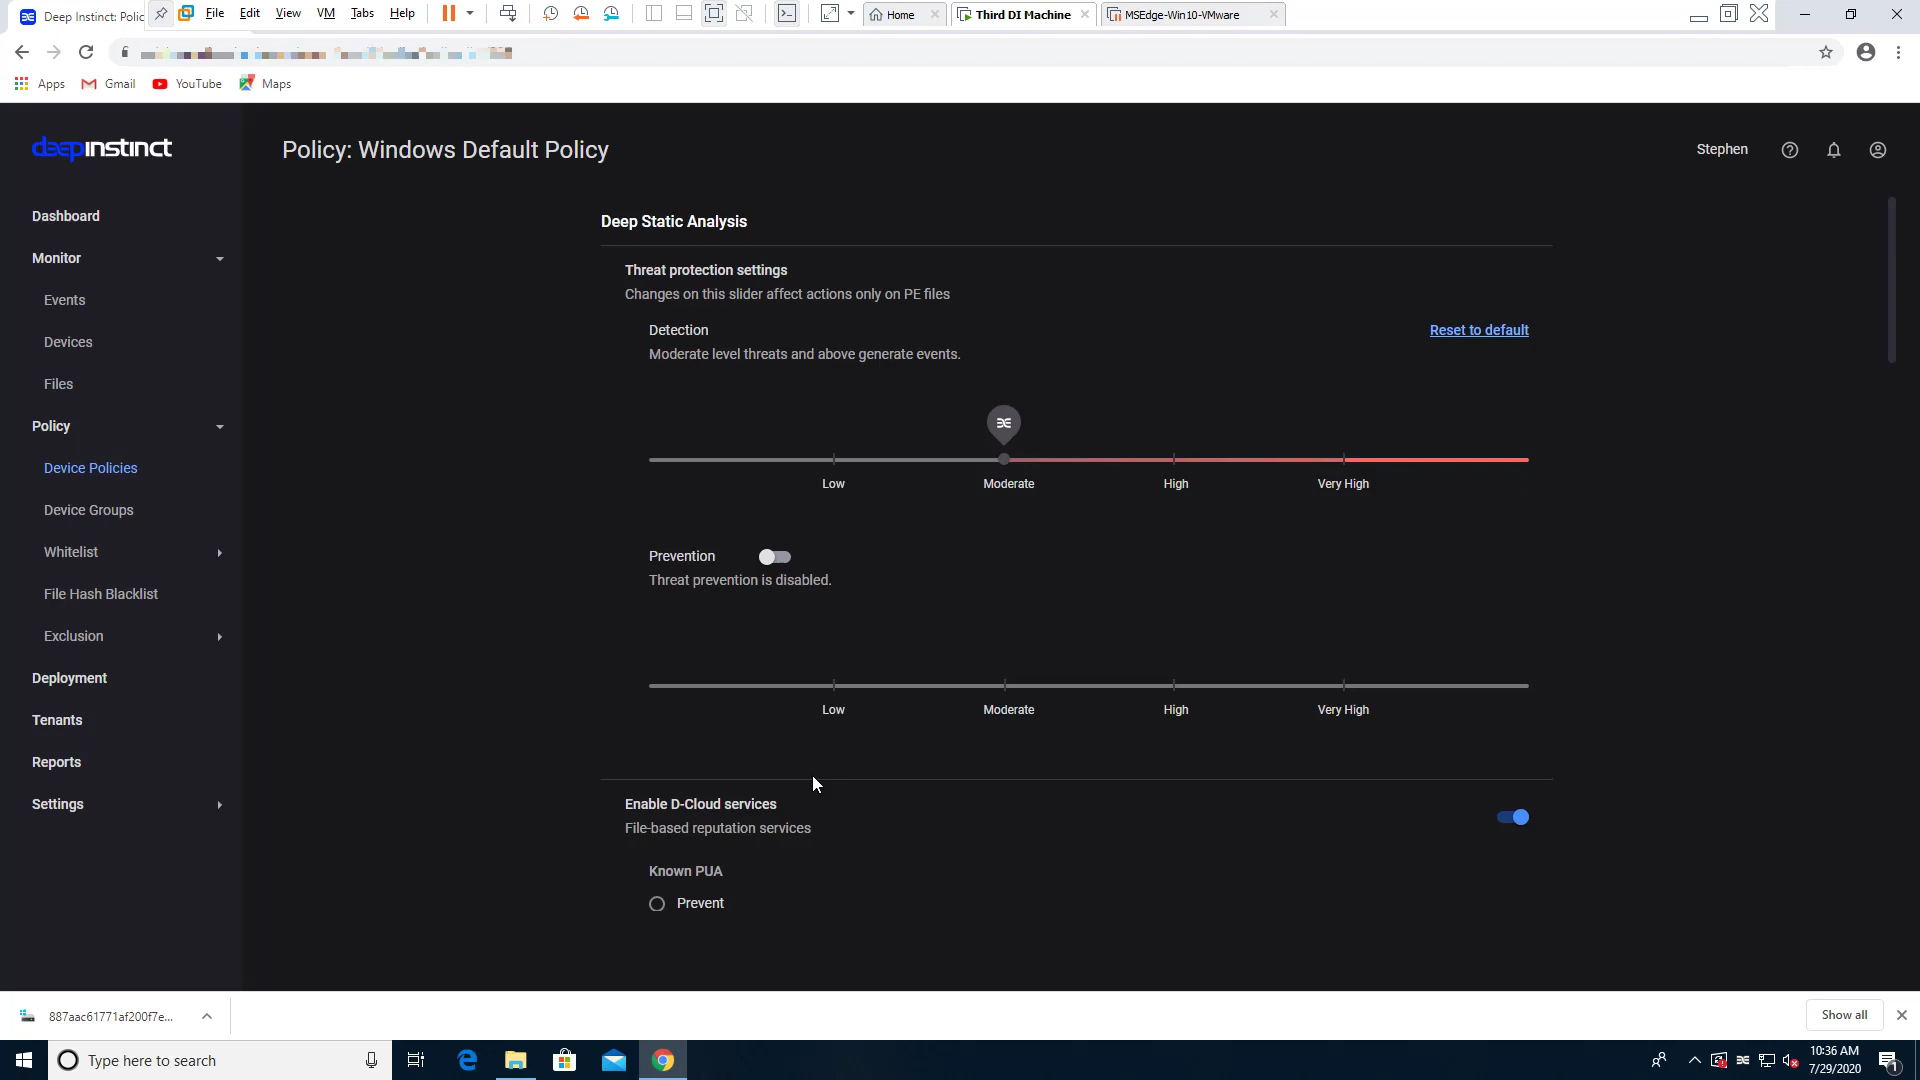 Deep Instinct: Polic
File Edit View VM Tabs Help
Home
Third DI Machine
MSEdge-Win10-VMware
Apps Gmail YouTube Maps
deepinstinct
Policy: Windows Default Policy
Stephen
Dashboard
Monitor
Events
Devices
Files
Policy
Device Policies
Device Groups
Whitelist
File Hash Blacklist
Exclusion
Deployment
Tenants
Reports
Settings
Deep Static Analysis
Threat protection settings
Changes on this slider affect actions only on PE files
Detection
Reset to default
Moderate level threats and above generate events.
Low Moderate High Very High
Prevention
Threat prevention is disabled.
Low Moderate High Very High
Enable D-Cloud services
File-based reputation services
Known PUA
Prevent
887aac61771af200f7e...
Show all
Type here to search
10:36 AM
7/29/2020
1